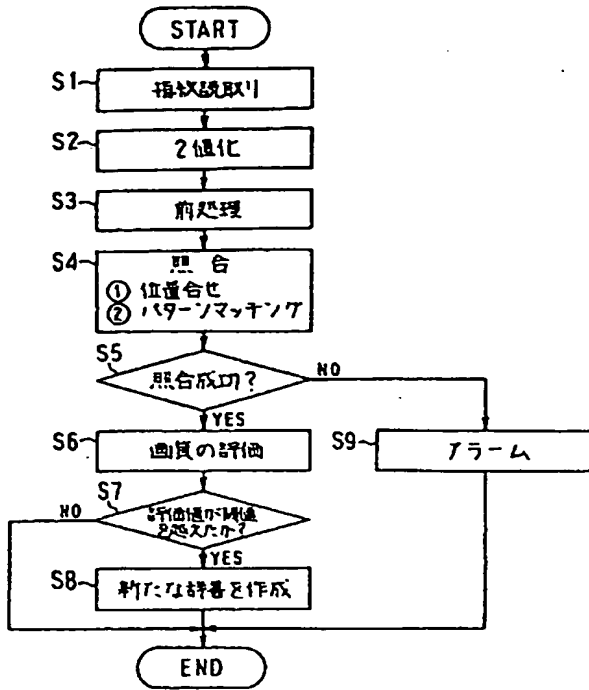 START
S1 指紋読取り
S2 2値化
S3 前処理
S4 照合
① 位置合せ
② パターンマッチング
S5 照合成功? NO
YES
S6 画質の評価 S9 アラーム
S7 NO 評価値が閾値
を越えたか?
YES
S8 新たな辞書を作成
END